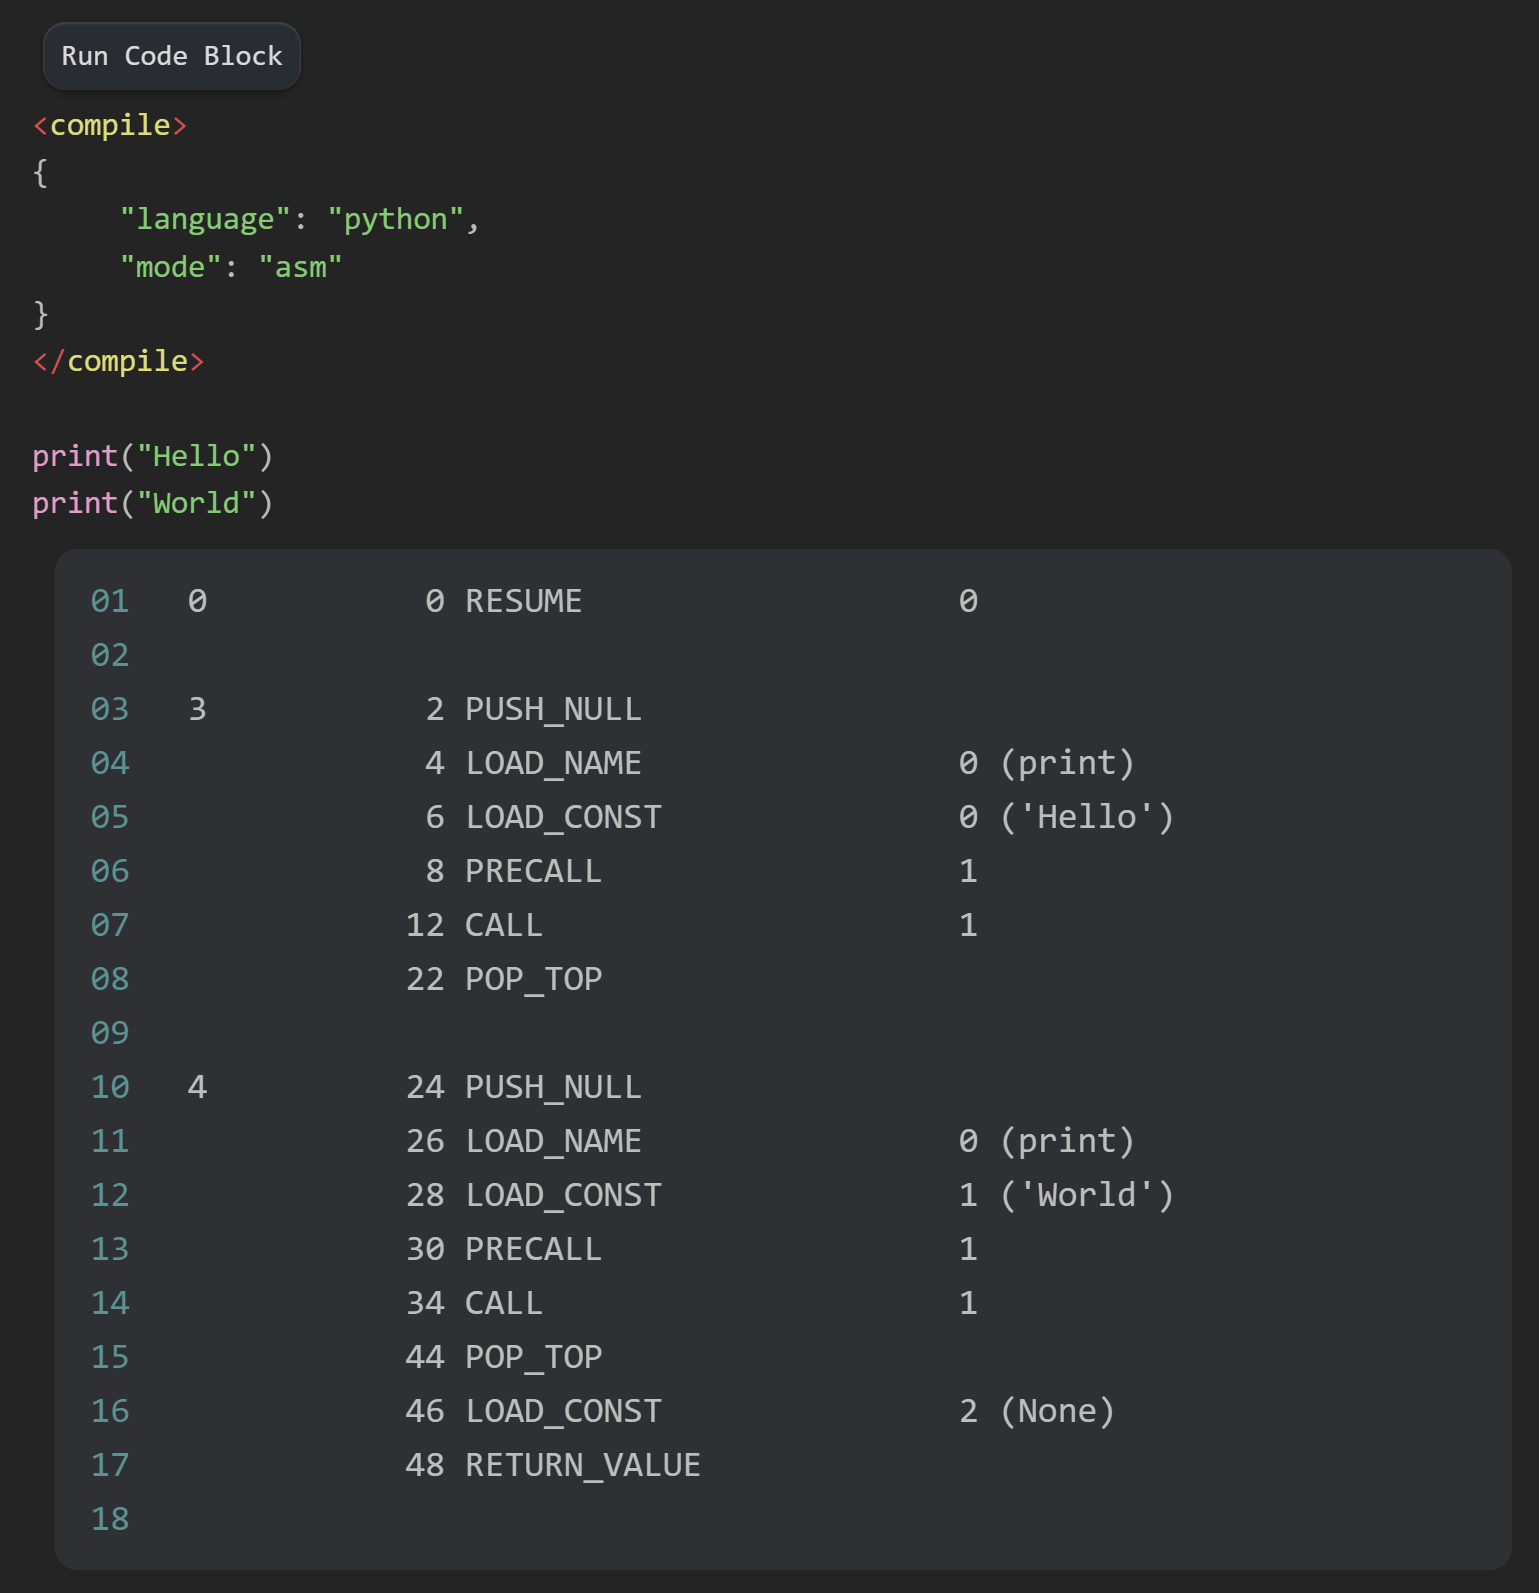 Run Code Block
<compile>
{
     "language": "python",
     "mode": "asm"
}
</compile>
print("Hello")
print("World")
01   0           0 RESUME                   0
02
03   3           2 PUSH_NULL
04               4 LOAD_NAME                0 (print)
05               6 LOAD_CONST               0 ('Hello')
06               8 PRECALL                  1
07              12 CALL                     1
08              22 POP_TOP
09
10   4          24 PUSH_NULL
11              26 LOAD_NAME                0 (print)
12              28 LOAD_CONST               1 ('World')
13              30 PRECALL                  1
14              34 CALL                     1
15              44 POP_TOP
16              46 LOAD_CONST               2 (None)
17              48 RETURN_VALUE
18